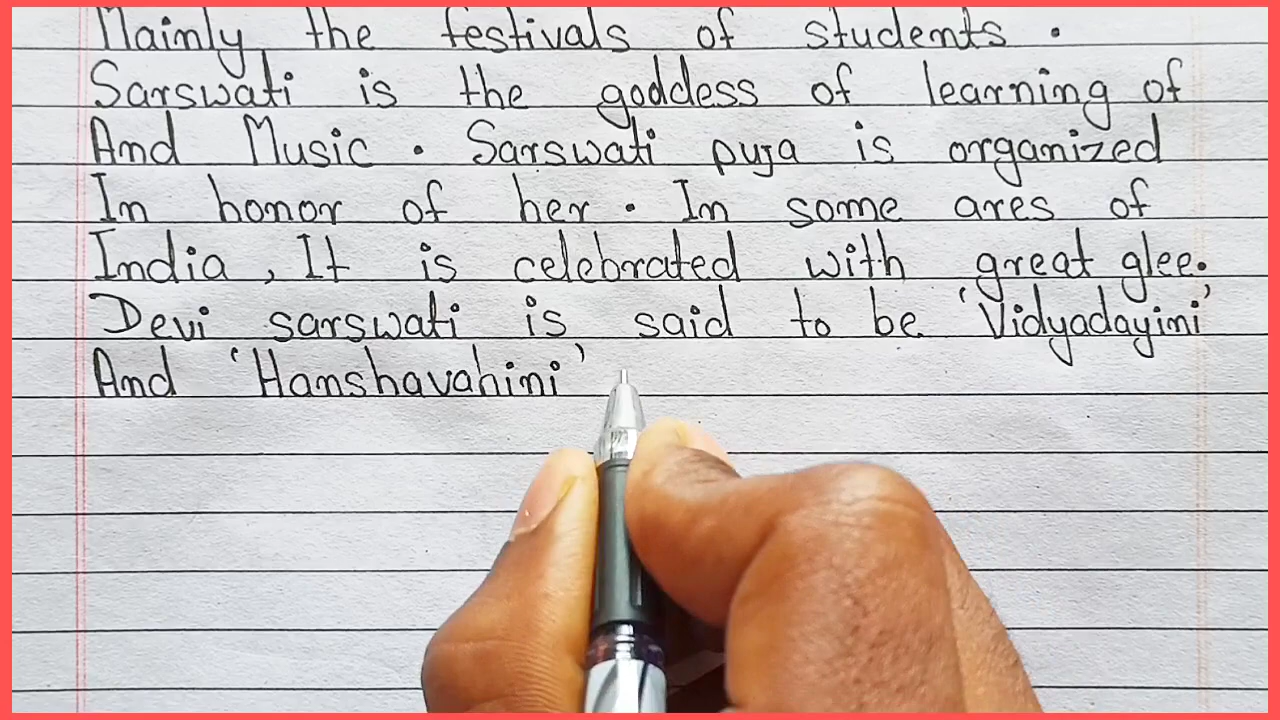 Mainly the festivals of students .
Sarswati is the goddess of learning of
And Music . Sarswati puja is organized
In honor of her . In some ares of
India , It is celebrated with great glee.
Devi sarswati is said to be 'Vidyadayini'
And 'Hanshavahini'